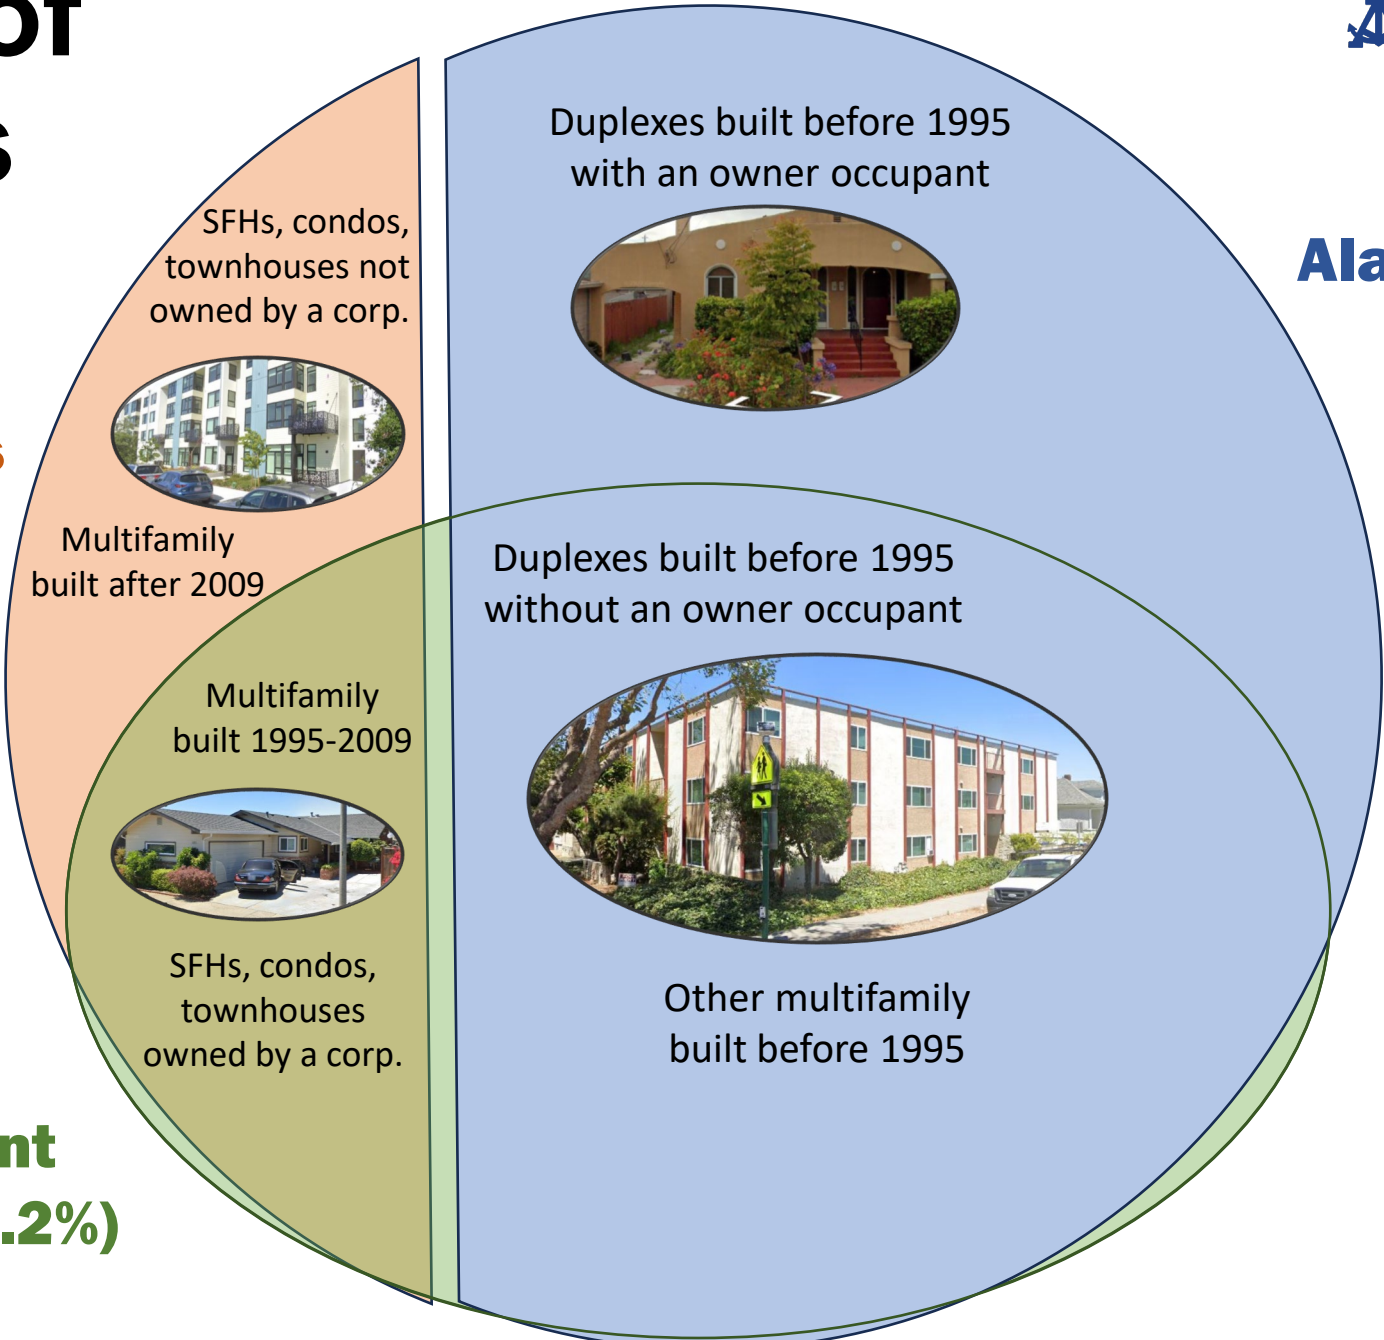 of
s
Duplexes built before 1995
with an owner occupant
SFHs, condos,
townhouses not
owned by a corp.
Ala
s
Multifamily
built after 2009
Duplexes built before 1995
without an owner occupant
Multifamily
built 1995-2009
SFHs, condos,
townhouses
owned by a corp.
Other multifamily
built before 1995
nt
.2%)